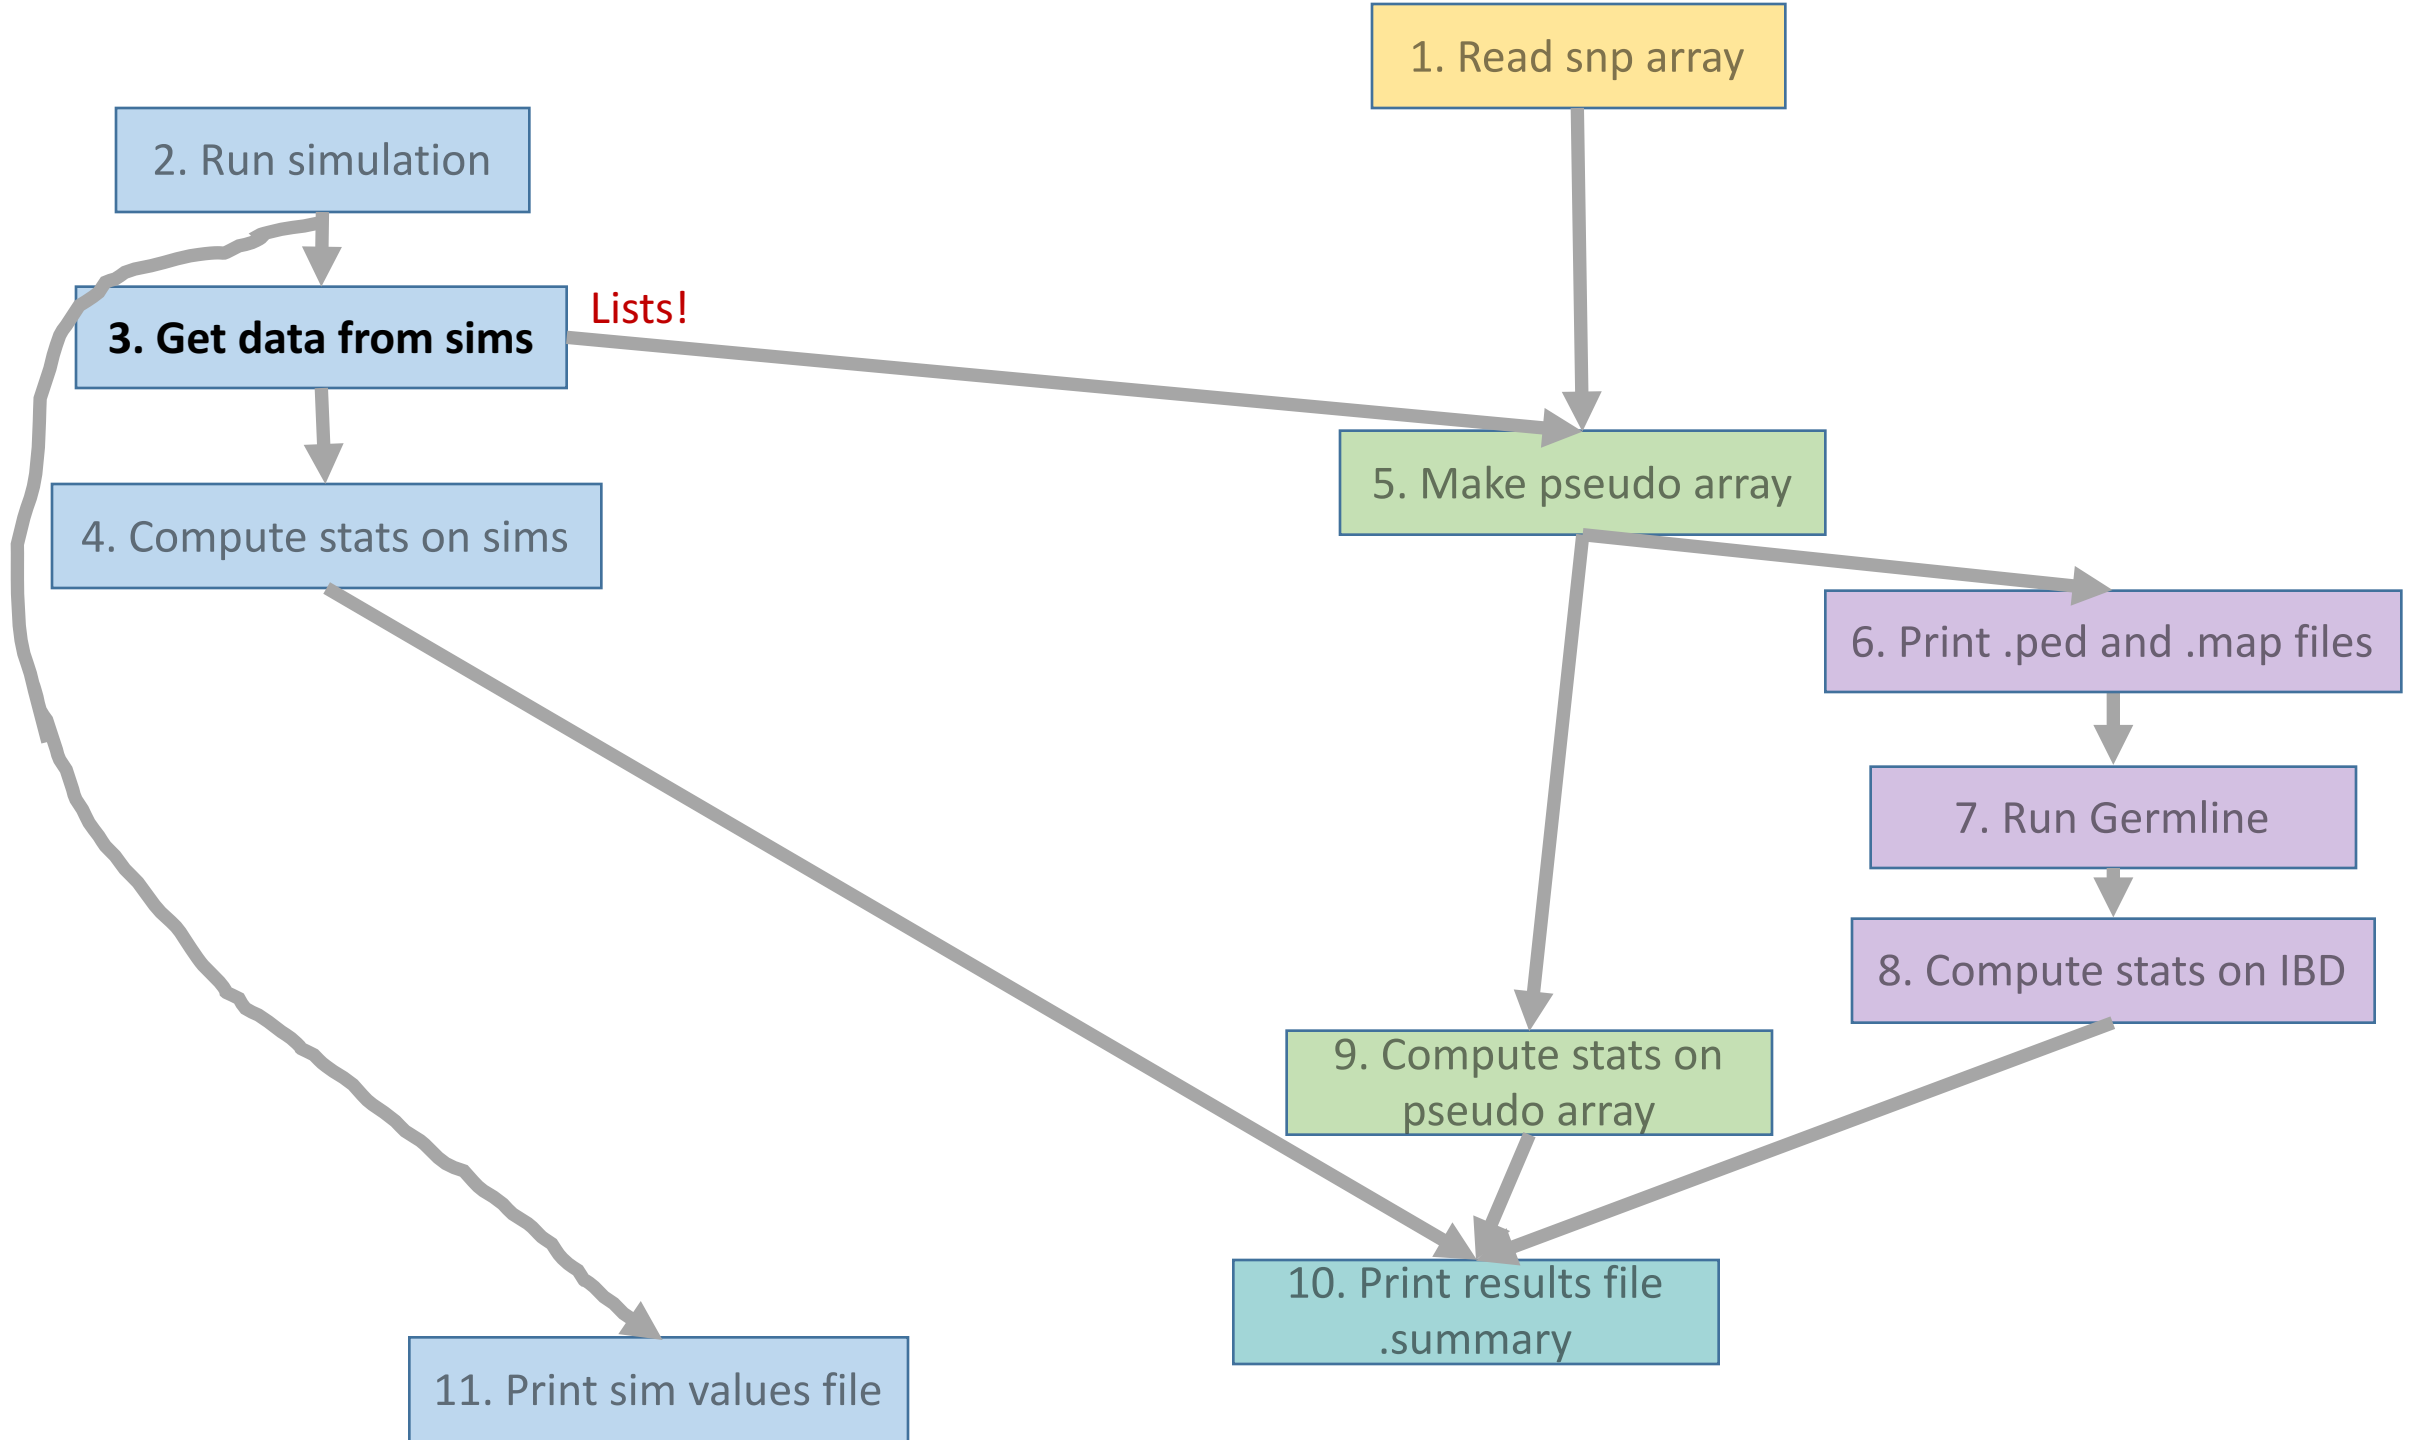 1. Read snp array
2. Run simulation
Lists!
3. Get data from sims
5. Make pseudo array
4. Compute stats on sims
6. Print .ped and .map files
7. Run Germline
8. Compute stats on IBD
9. Compute stats on
pseudo array
10. Print results file
.summary
11. Print sim values file